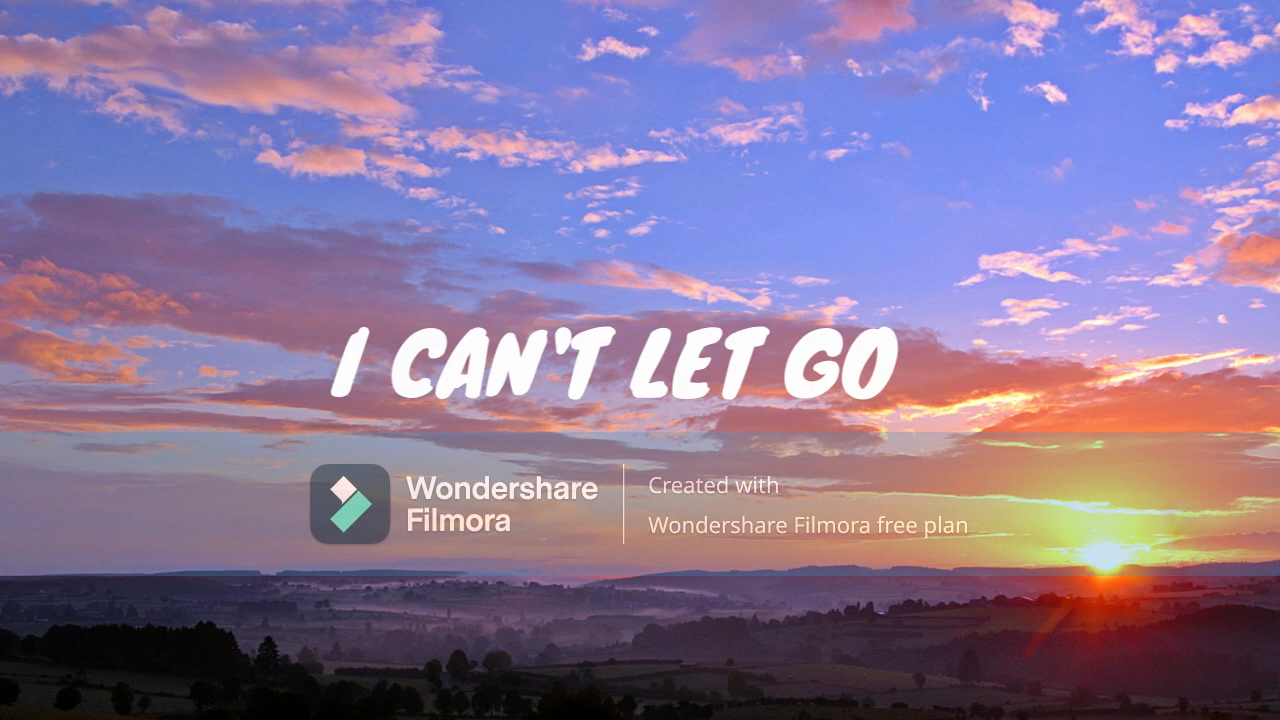 I CAN'T LET GO
Wondershare
Filmora
Created with
Wondershare Filmora free plan